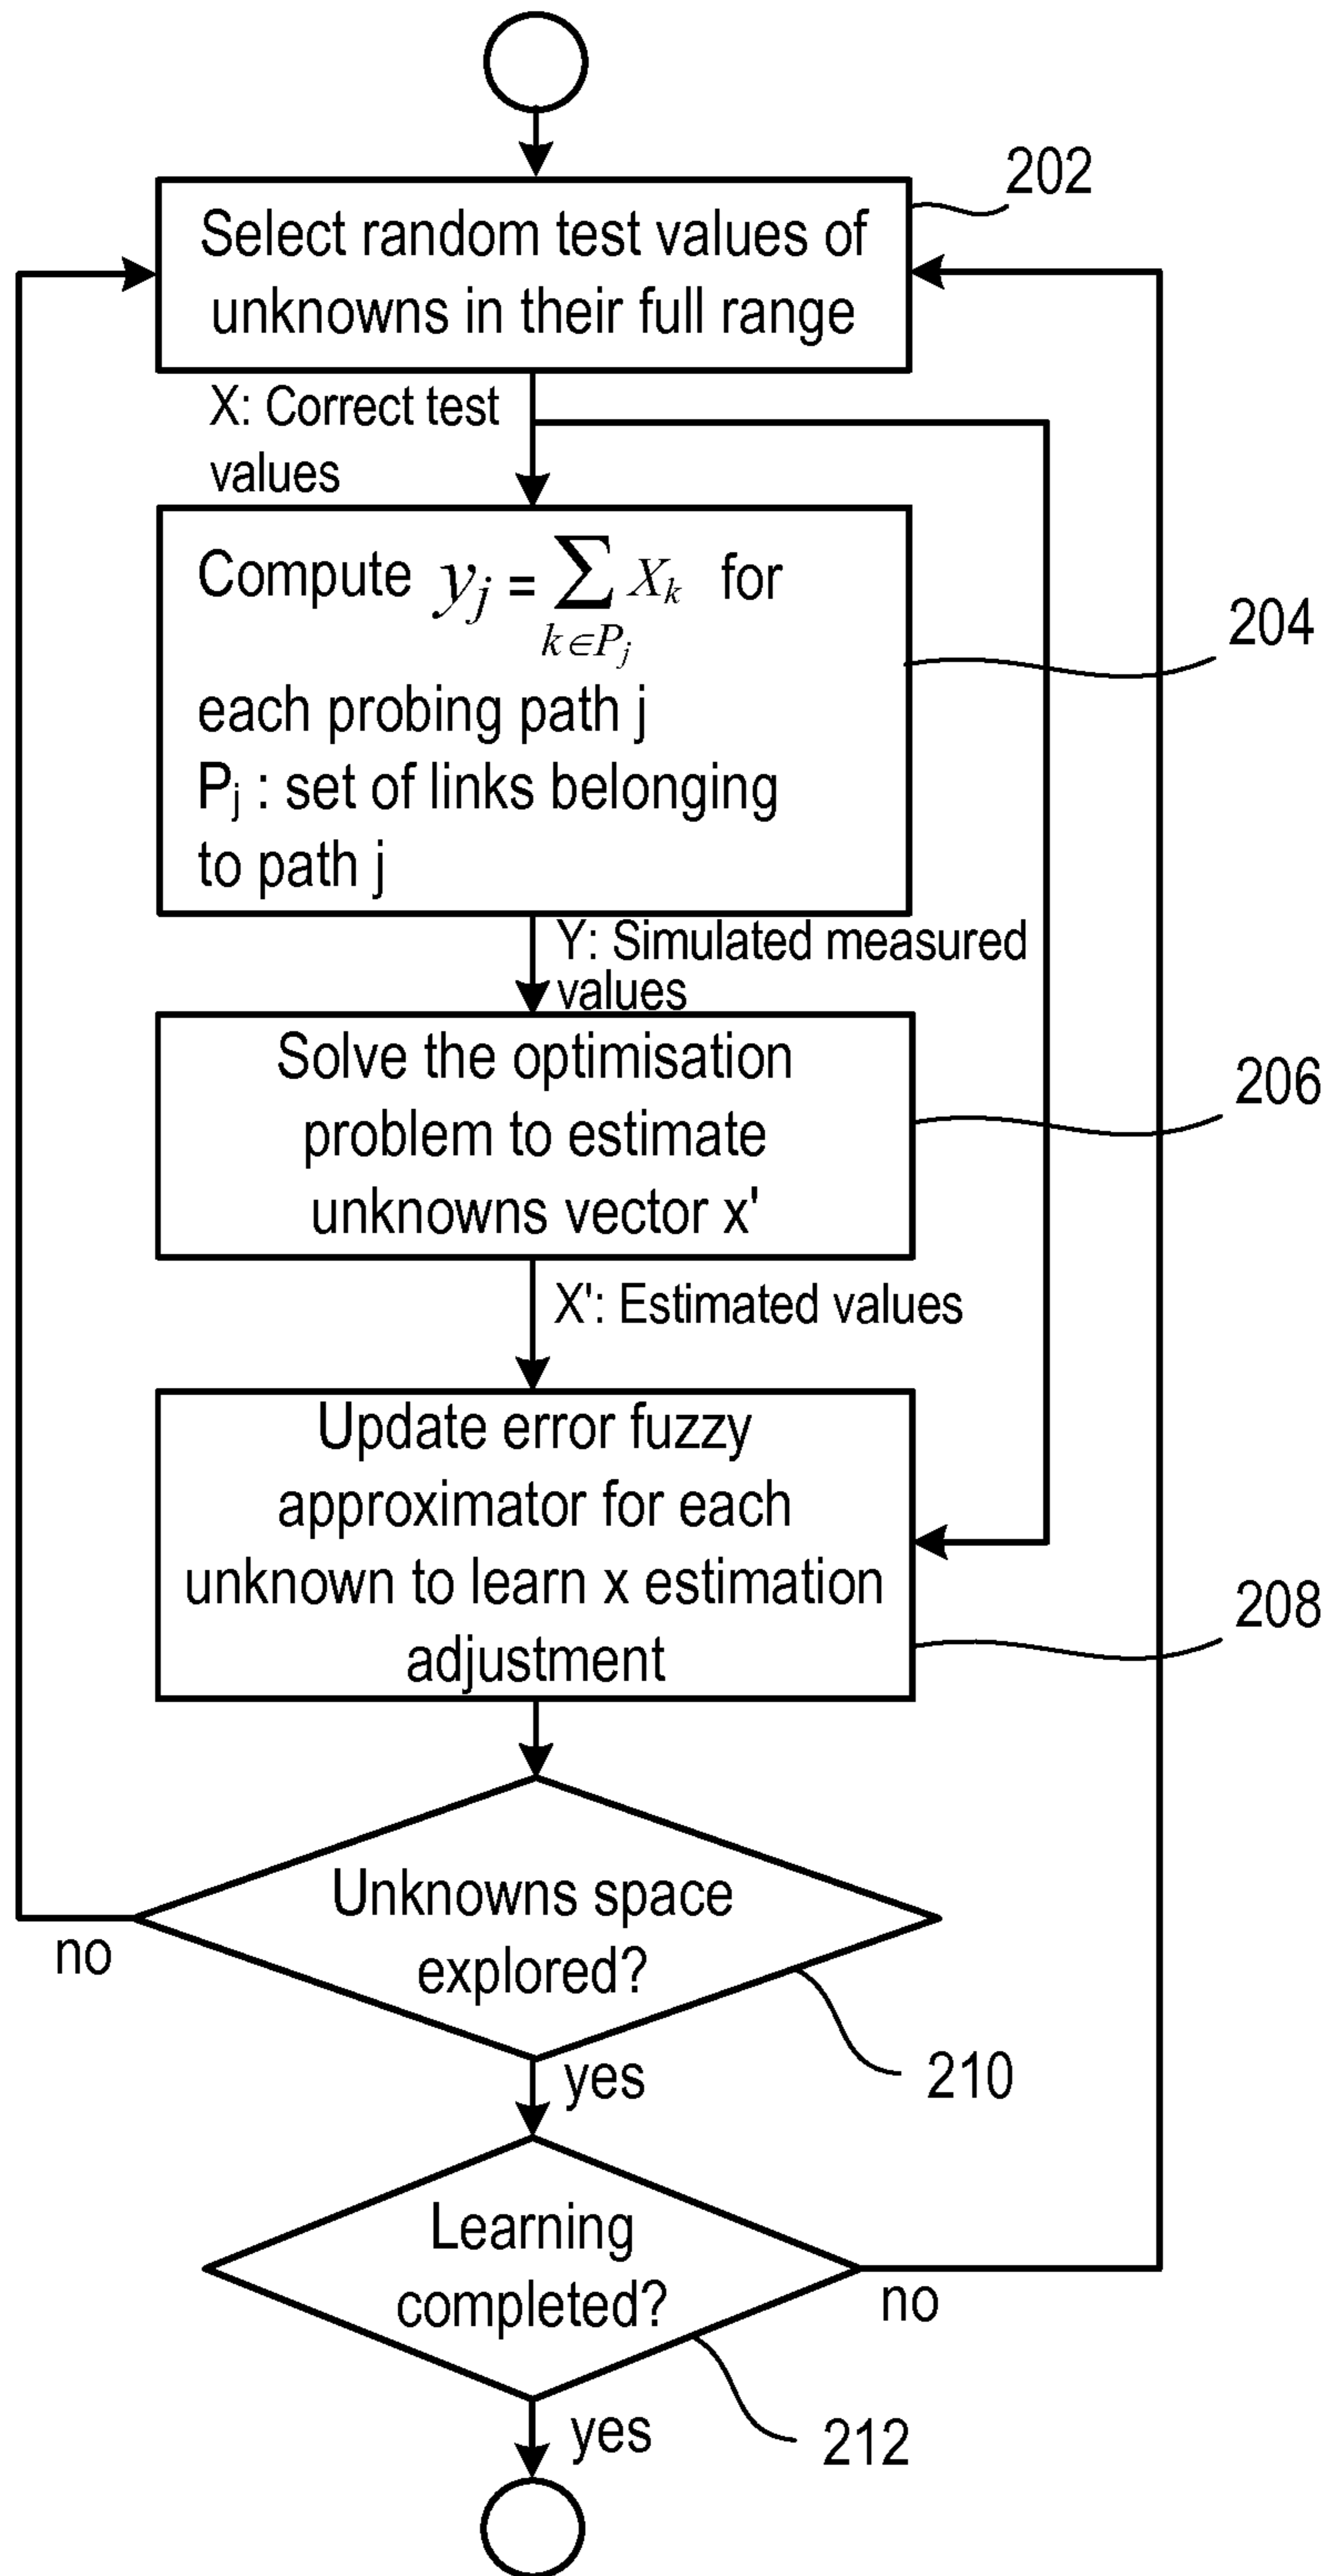 202
Select random test values of
unknowns in their full range
X: Correct test
values
Compute y_j = ∑_{k∈P_j} X_k for
each probing path j
P_j : set of links belonging
to path j
204
Y: Simulated measured
values
Solve the optimisation
problem to estimate
unknowns vector x'
206
X': Estimated values
Update error fuzzy
approximator for each
unknown to learn x estimation
adjustment
208
Unknowns space
explored?
no
210
yes
Learning
completed?
no
yes
212